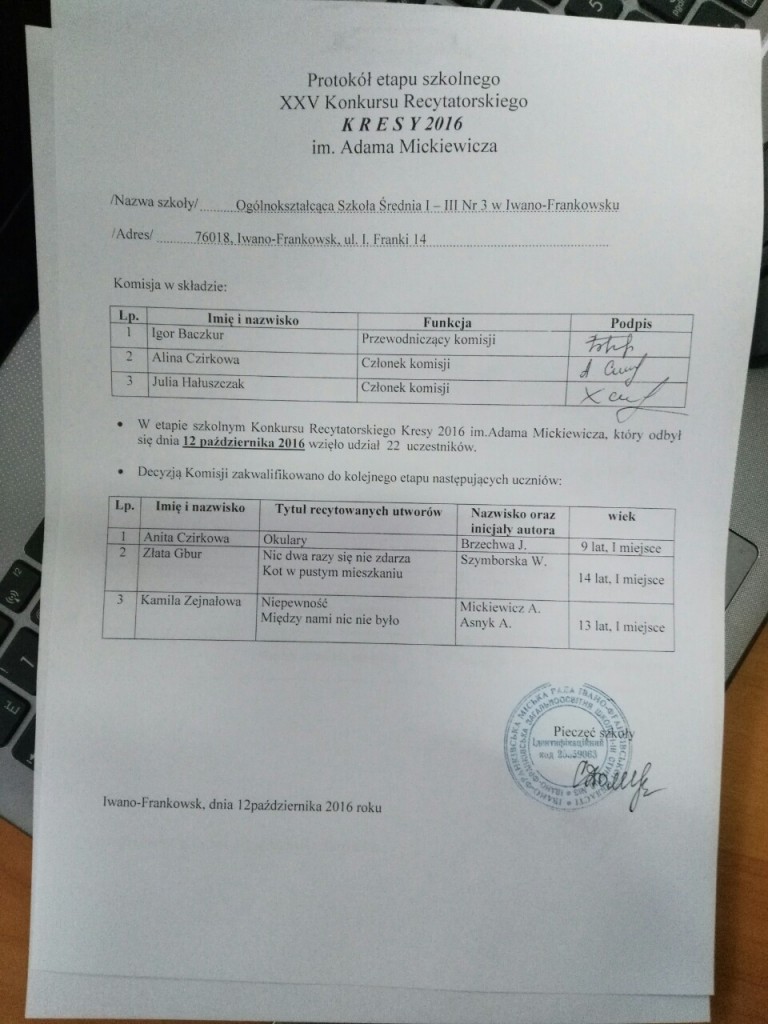 Protokół etapu szkolnego
XXV Konkursu Recytatorskiego
K R E S Y 2016
im. Adama Mickiewicza
/Nazwa szkoły/ Ogólnokształcąca Szkoła Średnia I – III Nr 3 w Iwano-Frankowsku
/Adres/ 76018, Iwano-Frankowsk, ul. I. Franki 14
Komisja w składzie:
Lp. Imię i nazwisko Funkcja Podpis
1 Igor Baczkur Przewodniczący komisji
2 Alina Czirkowa Członek komisji
3 Julia Hałuszczak Członek komisji
• W etapie szkolnym Konkursu Recytatorskiego Kresy 2016 im.Adama Mickiewicza, który odbył
się dnia 12 października 2016 wzięło udział 22 uczestników.
• Decyzją Komisji zakwalifikowano do kolejnego etapu następujących uczniów:
Lp. Imię i nazwisko Tytuł recytowanych utworów Nazwisko oraz wiek
inicjały autora
1 Anita Czirkowa Okulary Brzechwa J. 9 lat, I miejsce
2 Złata Gbur Nic dwa razy się nie zdarza Szymborska W.
Kot w pustym mieszkaniu 14 lat, I miejsce
3 Kamila Zejnałowa Niepewność Mickiewicz A.
Między nami nic nie było Asnyk A. 13 lat, I miejsce
Pieczęć szkoły
Ідентифікаційний
код
Iwano-Frankowsk, dnia 12października 2016 roku